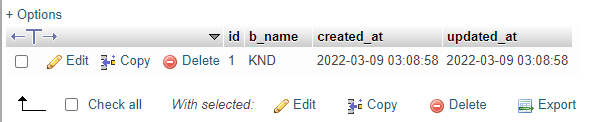 + Options
id b_name created_at updated_at
Edit Copy Delete 1 KND 2022-03-09 03:08:58 2022-03-09 03:08:58
Check all With selected: Edit Copy Delete Export